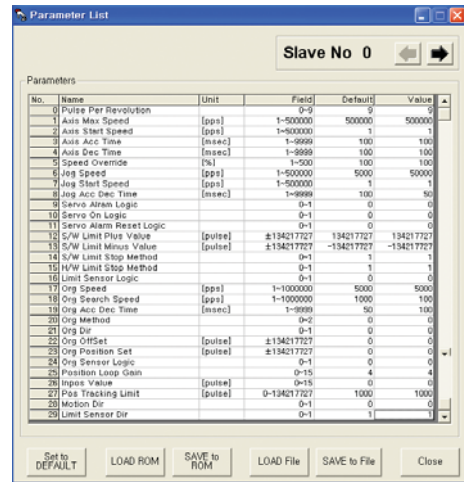 Parameter List
Slave No 0
Parameters
No. Name Unit Field Default Value
0 Pulse Per Revolution 0~9 9 9
1 Axis Max Speed [pps] 1~500000 500000 500000
2 Axis Start Speed [pps] 1~500000 1 1
3 Axis Acc Time [msec] 1~9999 100 100
4 Axis Dec Time [msec] 1~9999 100 100
5 Speed Override [%] 1~500 100 100
6 Jog Speed [pps] 1~500000 5000 50000
7 Jog Start Speed [pps] 1~500000 1 1
8 Jog Acc Dec Time [msec] 1~9999 100 50
9 Servo Alram Logic 0~1 0 0
10 Servo On Logic 0~1 0 0
11 Servo Alarm Reset Logic 0~1 0 0
12 S/W Limit Plus Value [pulse] ±134217727 134217727 134217727
13 S/W Limit Minus Value [pulse] ±134217727 -134217727 -134217727
14 S/W Limit Stop Method 0~1 1 1
15 H/W Limit Stop Method 0~1 1 1
16 Limit Sensor Logic 0~1 0 0
17 Org Speed [pps] 1~1000000 5000 5000
18 Org Search Speed [pps] 1~1000000 1000 100
19 Org Acc Dec Time [msec] 1~9999 50 100
20 Org Method 0~2 0 0
21 Org Dir 0~1 0 0
22 Org OffSet [pulse] ±134217727 0 0
23 Org Position Set [pulse] ±134217727 0 0
24 Org Sensor Logic 0~1 0 0
25 Position Loop Gain 0~15 4 4
26 Inpos Value [pulse] 0~15 0 0
27 Pos Tracking Limit [pulse] 0~134217727 1000 1000
28 Motion Dir 0~1 0 0
29 Limit Sensor Dir 0~1 1 1
Set to
DEFAULT
LOAD ROM
SAVE to
ROM
LOAD File
SAVE to File
Close